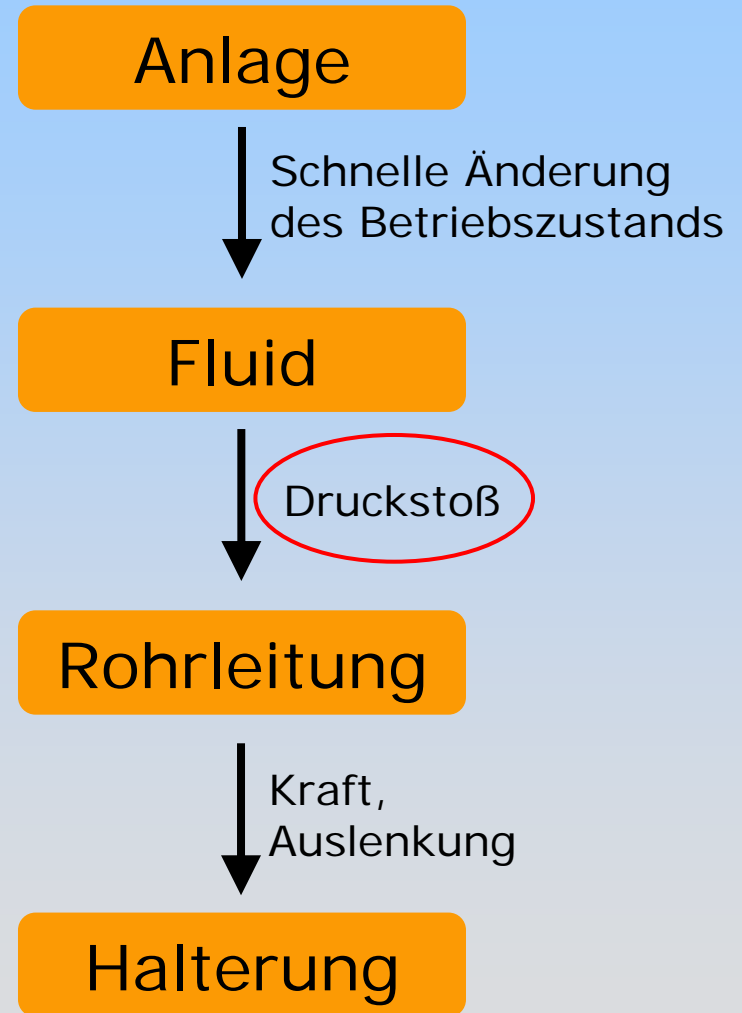 Anlage
Schnelle Änderung
des Betriebszustands
Fluid
Druckstoß
Rohrleitung
Kraft,
Auslenkung
Halterung